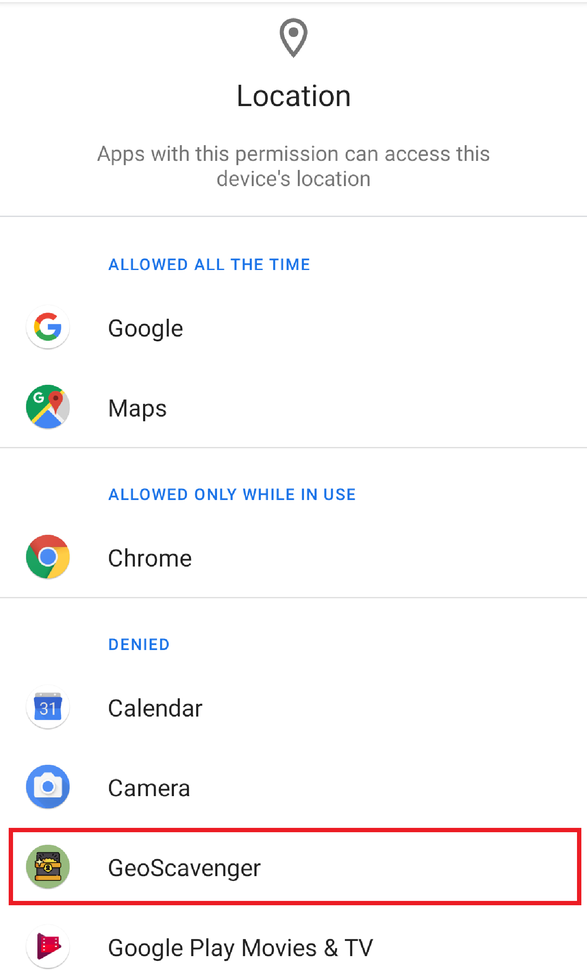 Location
Apps with this permission can access this
device's location
ALLOWED ALL THE TIME
Google
G
Maps
ALLOWED ONLY WHILE IN USE
Chrome
DENIED
31
Calendar
Camera
GeoScavenger
Google Play Movies & TV